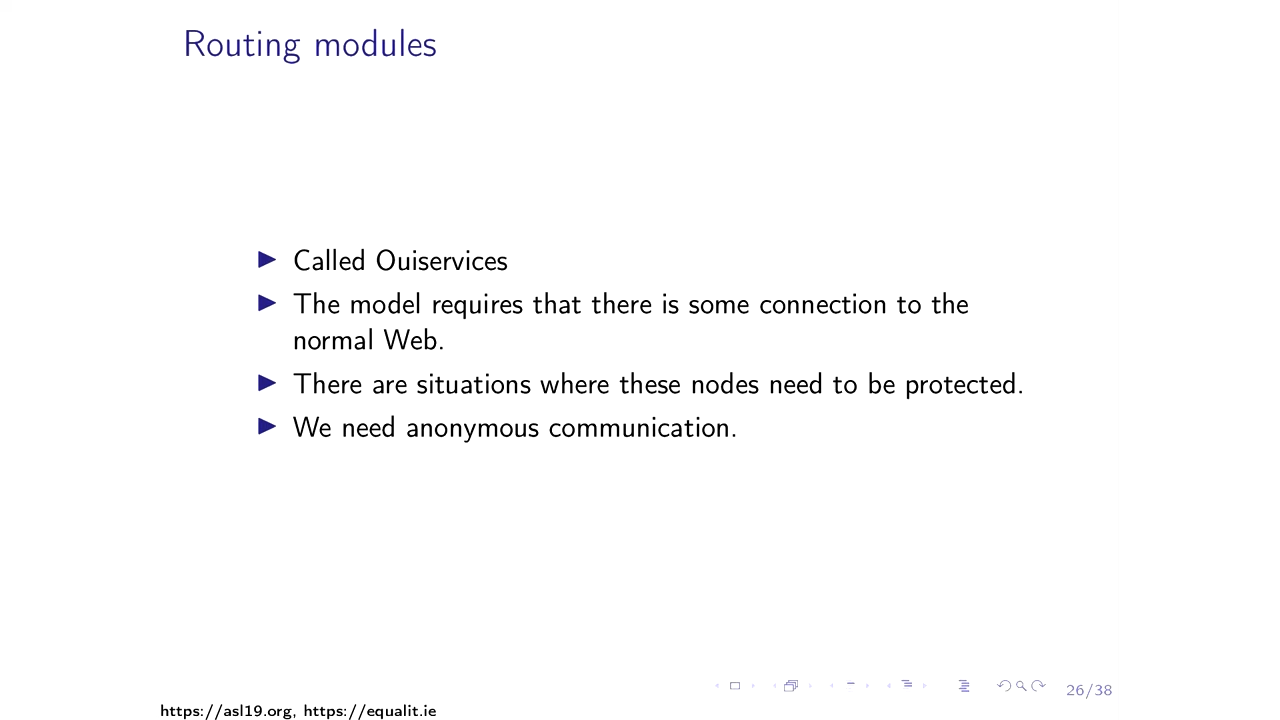 Routing modules
Called Ouiservices
The model requires that there is some connection to the
normal Web.
There are situations where these nodes need to be protected.
We need anonymous communication.
26/38
https://asl19.org, https://equalit.ie